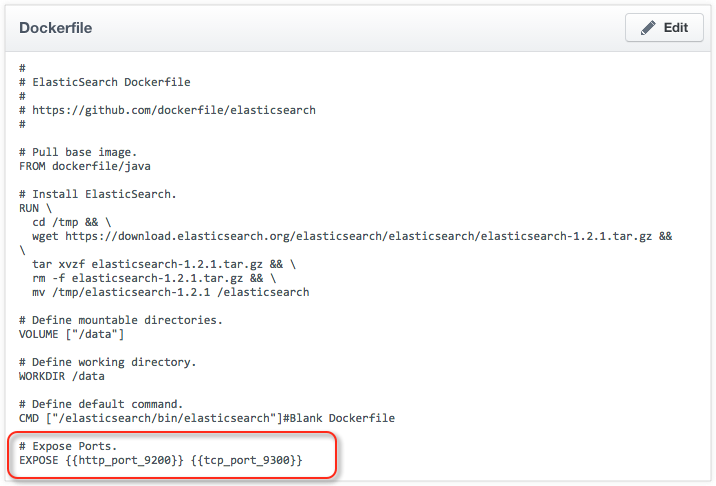 Dockerfile
Edit
#
# ElasticSearch Dockerfile
#
# https://github.com/dockerfile/elasticsearch
#
# Pull base image.
FROM dockerfile/java
# Install ElasticSearch.
RUN \
  cd /tmp && \
  wget https://download.elasticsearch.org/elasticsearch/elasticsearch/elasticsearch-1.2.1.tar.gz &&
\
  tar xvzf elasticsearch-1.2.1.tar.gz && \
  rm -f elasticsearch-1.2.1.tar.gz && \
  mv /tmp/elasticsearch-1.2.1 /elasticsearch
# Define mountable directories.
VOLUME ["/data"]
# Define working directory.
WORKDIR /data
# Define default command.
CMD ["/elasticsearch/bin/elasticsearch"]#Blank Dockerfile
# Expose Ports.
EXPOSE {{http_port_9200}} {{tcp_port_9300}}